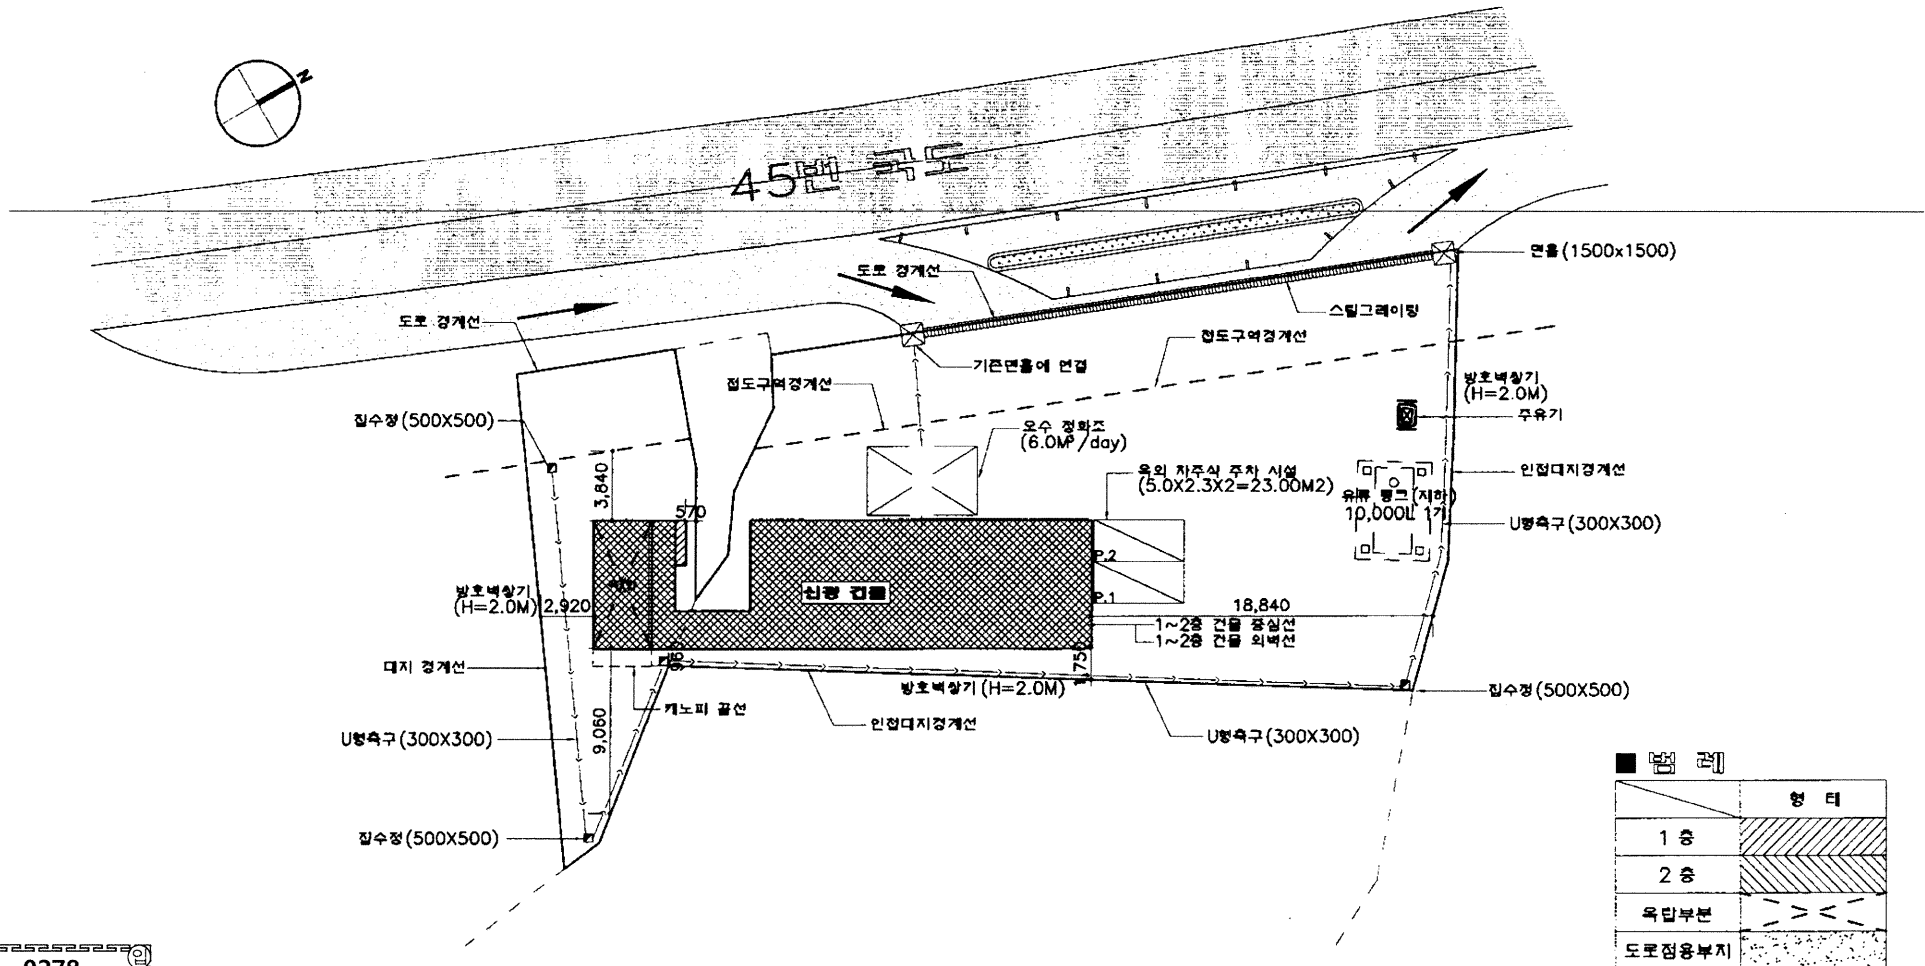 N
45번 국도
맨홀(1500x1500)
도로 경계선
스틸그레이팅
도로 경계선
접도구역경계선
기존맨홀에 연결
접도구역경계선
방호벽쌓기
(H=2.0M)
주유기
집수정(500X500)
오수 정화조
(6.0M³/day)
옥외 자주식 주차 시설
(5.0X2.3X2=23.00M2)
인접대지경계선
3,840
유류 탱크(지하)
10,000L 1기
570
U형측구(300X300)
P.2
방호벽쌓기
(H=2.0M)
2,920
신청 건물
P.1
18,840
1~2층 건물 중심선
1~2층 건물 외벽선
대지 경계선
방호벽쌓기(H=2.0M)
집수정(500X500)
캐노피 끝선
인접대지경계선
9,060
U형측구(300X300)
U형측구(300X300)
집수정(500X500)
■ 범 례
형 태
1 층
2 층
옥탑부분
도로점용부지